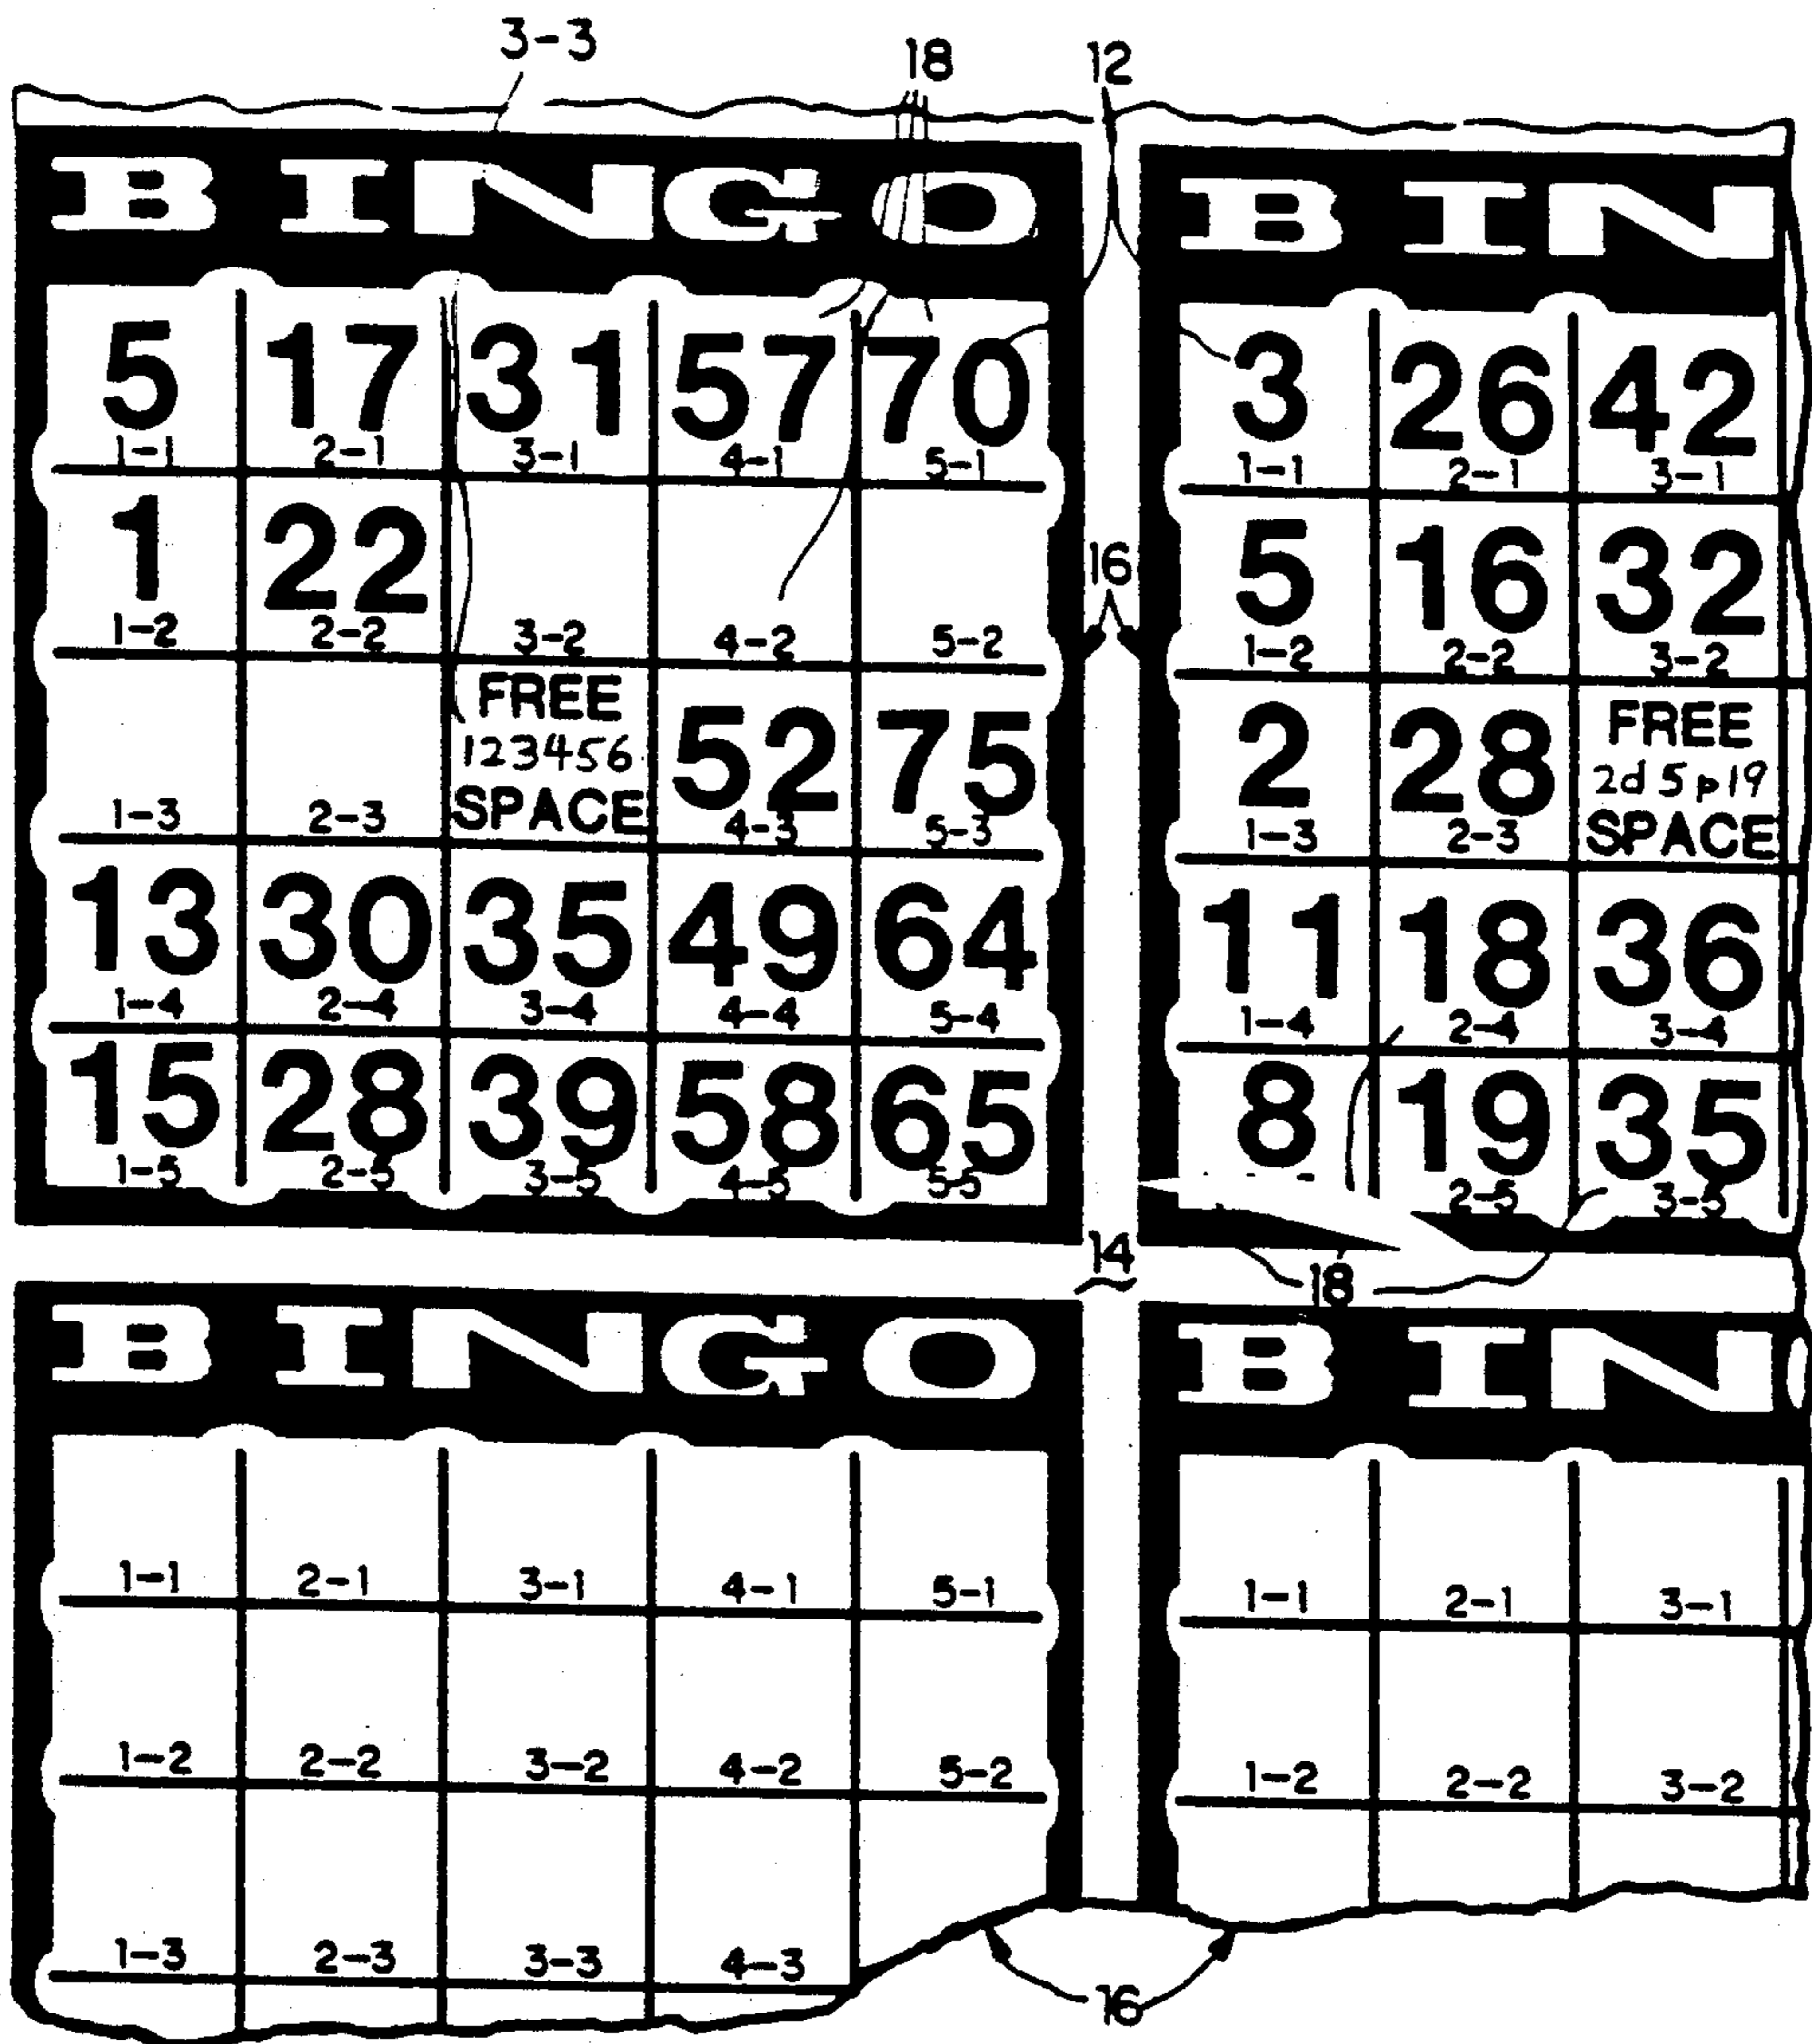 3-3 18 12
BINGO BIN
5 17 31 57 70 3 26 42
1-1 2-1 3-1 4-1 5-1 1-1 2-1 3-1
1 22 16 5 16 32
1-2 2-2 3-2 4-2 5-2 1-2 2-2 3-2
FREE 52 75 2 28 FREE
123456 2d5p19
SPACE SPACE
1-3 2-3 4-3 5-3 1-3 2-3
13 30 35 49 64 11 18 36
1-4 2-4 3-4 4-4 5-4 1-4 2-4 3-4
15 28 39 58 65 8 19 35
1-5 2-5 3-5 4-5 5-5 2-5 3-5
14 18
BINGO BIN
1-1 2-1 3-1 4-1 5-1 1-1 2-1 3-1
1-2 2-2 3-2 4-2 5-2 1-2 2-2 3-2
1-3 2-3 3-3 4-3
16